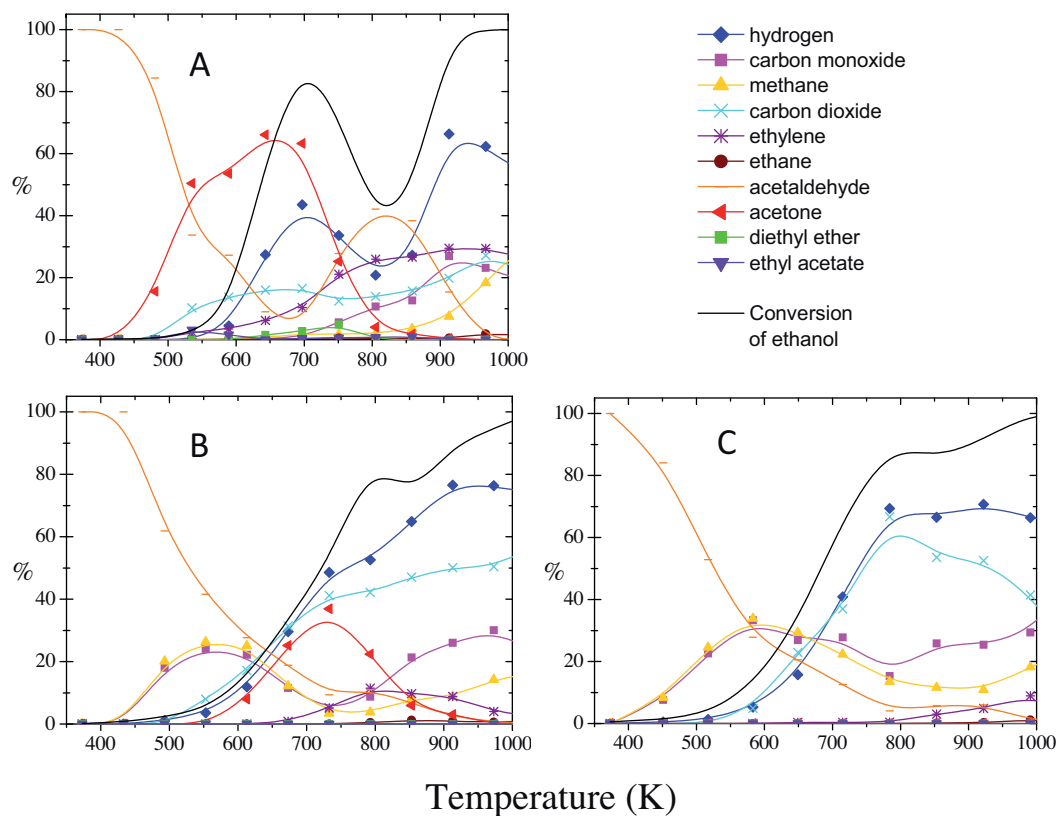 100
80
60
40
20
0
%
A
400 500 600 700 800 900 1000
hydrogen
carbon monoxide
methane
carbon dioxide
ethylene
ethane
acetaldehyde
acetone
diethyl ether
ethyl acetate
Conversion
of ethanol
100
80
60
40
20
0
%
B
400 500 600 700 800 900 1000
100
80
60
40
20
0
%
C
400 500 600 700 800 900 1000
Temperature (K)